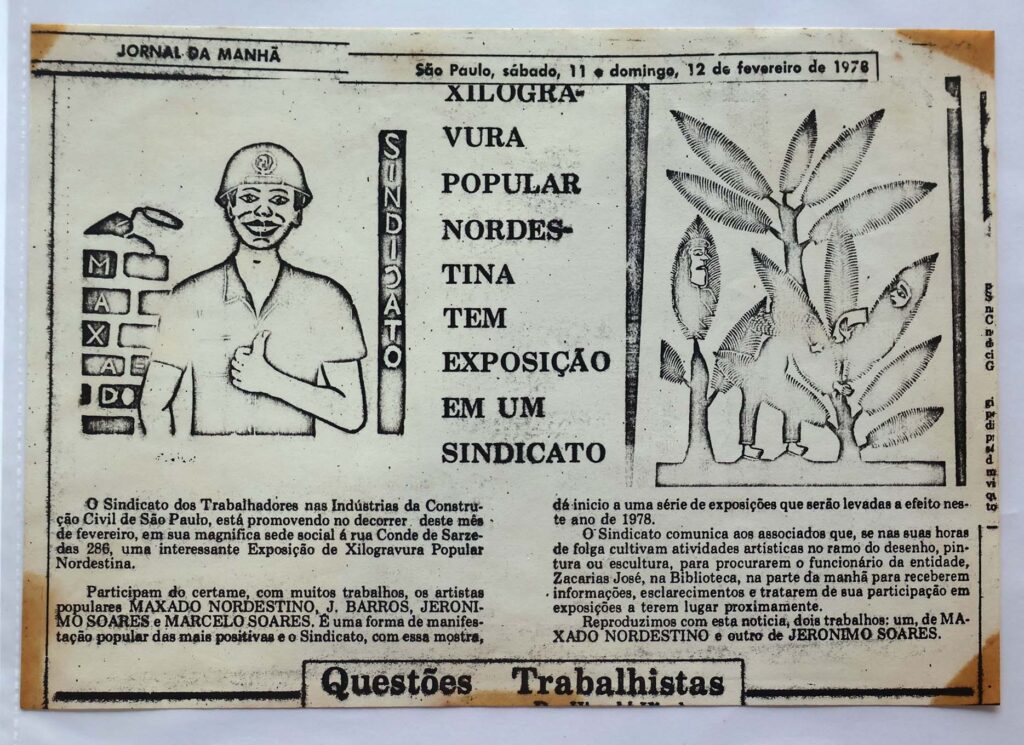 JORNAL DA MANHÃ
São Paulo, sábado, 11 e domingo, 12 de fevereiro de 1978
MAXADO
SINDICATO
XILOGRA-
VURA
POPULAR
NORDES-
TINA
TEM
EXPOSIÇÃO
EM UM
SINDICATO
O Sindicato dos Trabalhadores nas Indústrias da Constru-
ção Civil de São Paulo, está promovendo no decorrer deste mês
de fevereiro, em sua magnifica sede social á rua Conde de Sarze-
das 286, uma interessante Exposição de Xilogravura Popular
Nordestina.
Participam do certame, com muitos trabalhos, os artistas
populares MAXADO NORDESTINO, J. BARROS, JERONI-
MO SOARES e MARCELO SOARES. E uma forma de manifes-
tação popular das mais positivas e o Sindicato, com essa mostra,
dá inicio a uma série de exposições que serão levadas a efeito nes-
te ano de 1978.
O Sindicato comunica aos associados que, se nas suas horas
de folga cultivam atividades artisticas no ramo do desenho, pin-
tura ou escultura, para procurarem o funcionário da entidade,
Zacarias José, na Biblioteca, na parte da manhã para receberem
informações, esclarecimentos e tratarem de sua participação em
exposições a terem lugar proximamente.
Reproduzimos com esta noticia, dois trabalhos: um, de MA-
XADO NORDESTINO e outro de JERONIMO SOARES.
Questões Trabalhistas